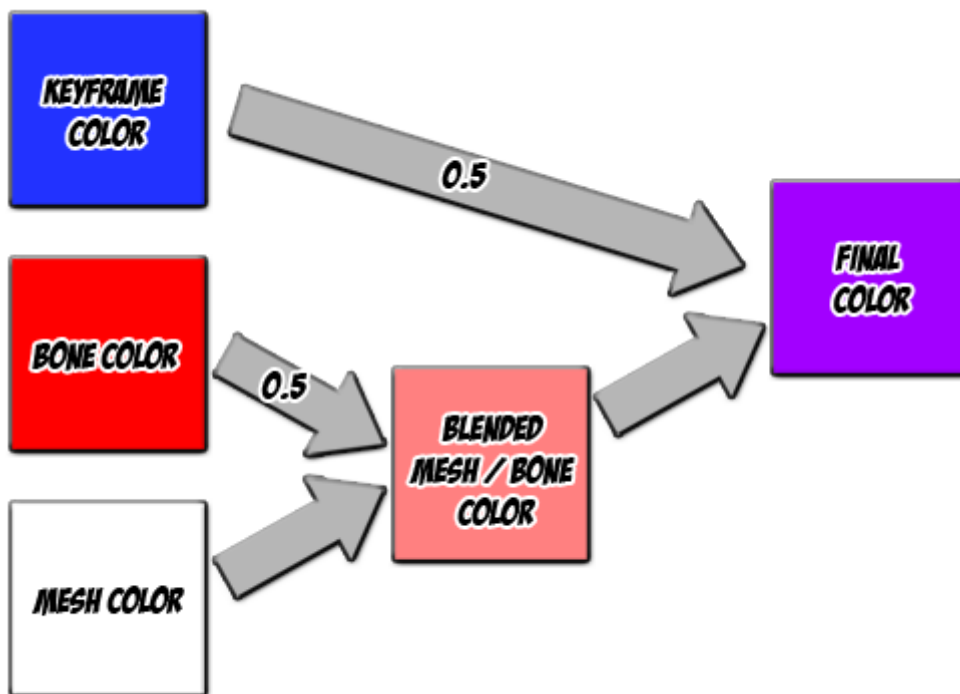 KEYFRAME
COLOR
0.5
FINAL
COLOR
BONE COLOR
0.5
BLENDED
MESH / BONE
COLOR
MESH COLOR